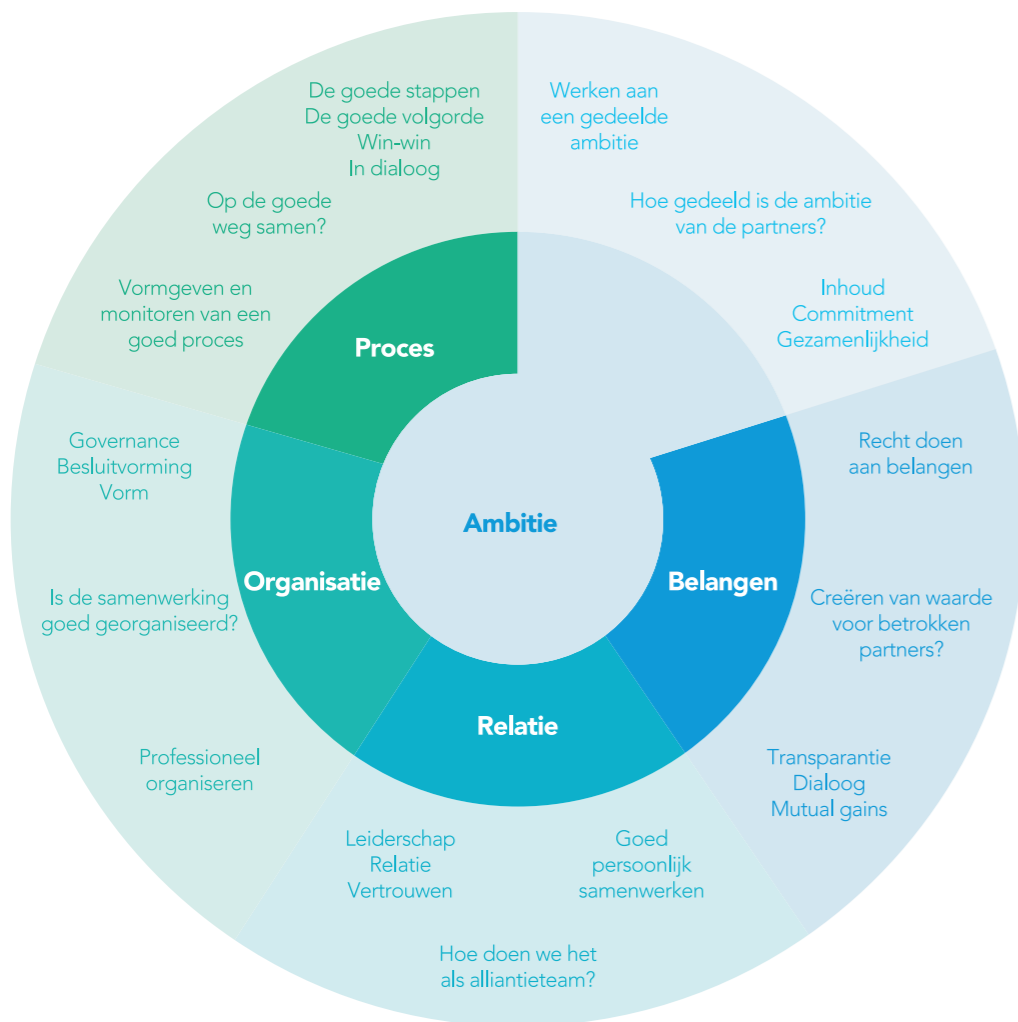 De goede stappen
De goede volgorde
Win-win
In dialoog
Op de goede
weg samen?
Vormgeven en
monitoren van een
goed proces
Proces
Werken aan
een gedeelde
ambitie
Hoe gedeeld is de ambitie
van de partners?
Inhoud
Commitment
Gezamenlijkheid
Ambitie
Recht doen
aan belangen
Creëren van waarde
voor betrokken
partners?
Transparantie
Dialoog
Mutual gains
Belangen
Relatie
Goed
persoonlijk
samenwerken
Hoe doen we het
als alliantieteam?
Leiderschap
Relatie
Vertrouwen
Organisatie
Governance
Besluitvorming
Vorm
Is de samenwerking
goed georganiseerd?
Professioneel
organiseren